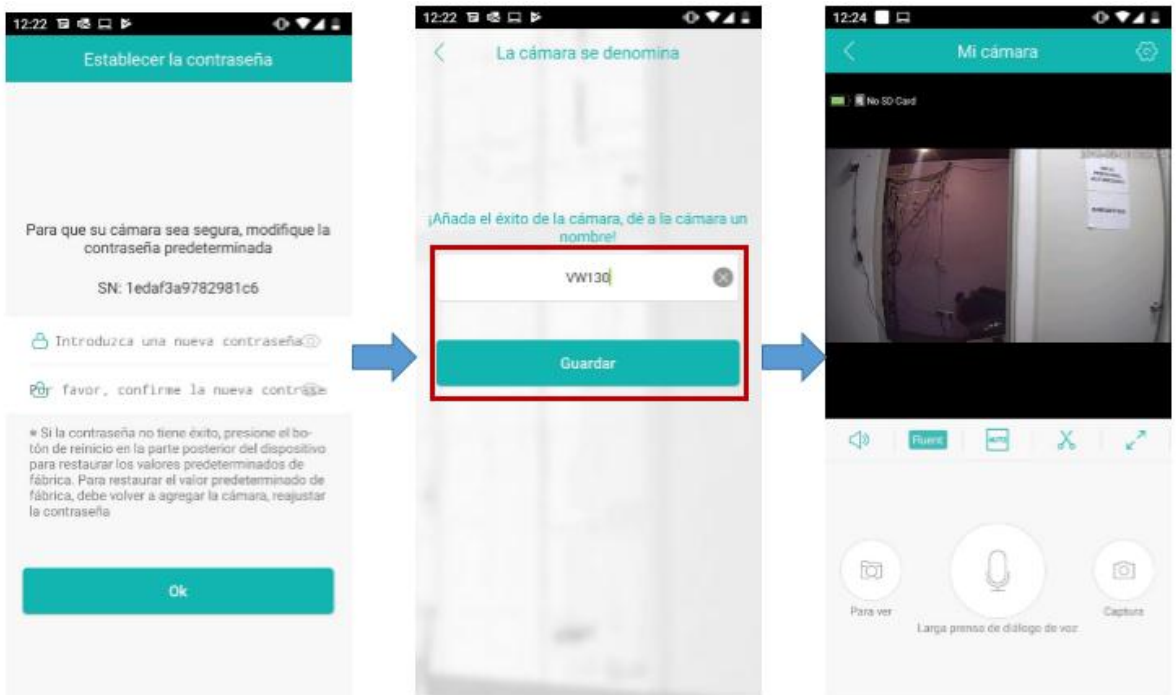 12:22
Establecer la contraseña
Para que su cámara sea segura, modifique la
contraseña predeterminada
SN: 1edaf3a9782981c6
Introduzca una nueva contraseña
Por favor, confirme la nueva contrase
* Si la contraseña no tiene éxito, presione el bo-
tón de reinicio en la parte posterior del dispositivo
para restaurar los valores predeterminados de
fábrica. Para restaurar el valor predeterminado de
fábrica, debe volver a agregar la cámara, reajustar
la contraseña
Ok
12:22
La cámara se denomina
¡Añada el éxito de la cámara, dé a la cámara un
nombre!
VW130
Guardar
12:24
Mi cámara
No SD Card
Fluent
AUTO
Para ver
Larga prensa de diálogo de voz
Captura